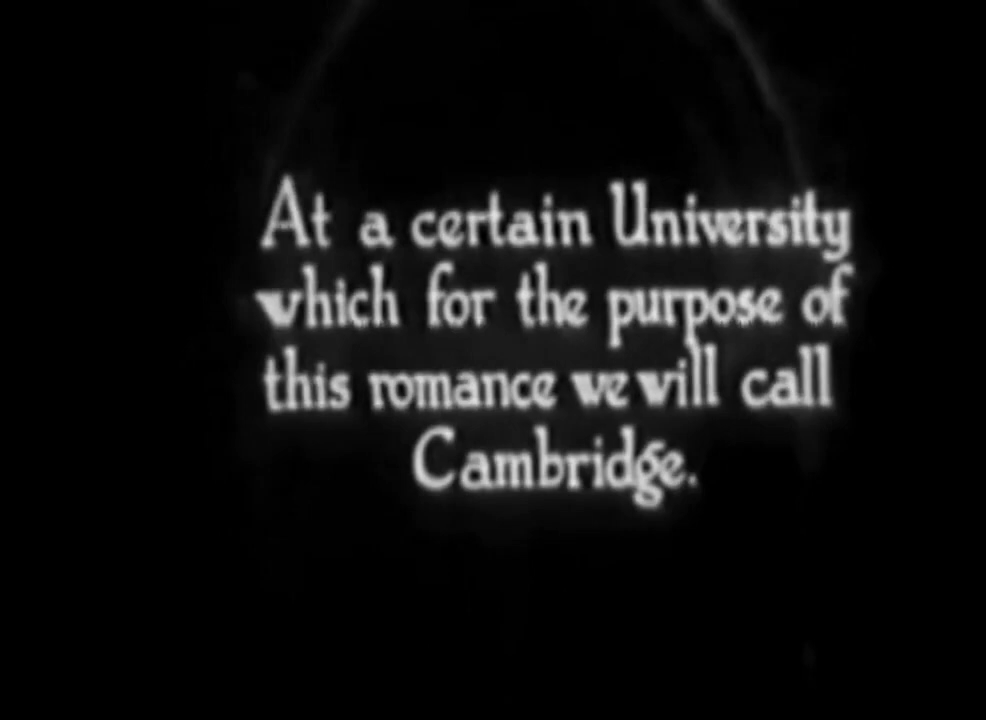 At a certain University
which for the purpose of
this romance we will call
Cambridge.